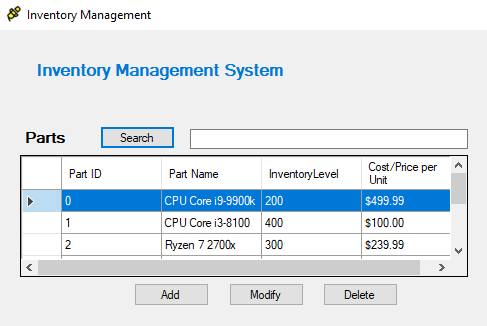 Inventory Management
Inventory Management System
Parts Search
Part ID Part Name InventoryLevel Cost/Price per Unit
0 CPU Core i9-9900k 200 $499.99
1 CPU Core i3-8100 400 $100.00
2 Ryzen 7 2700x 300 $239.99
Add Modify Delete